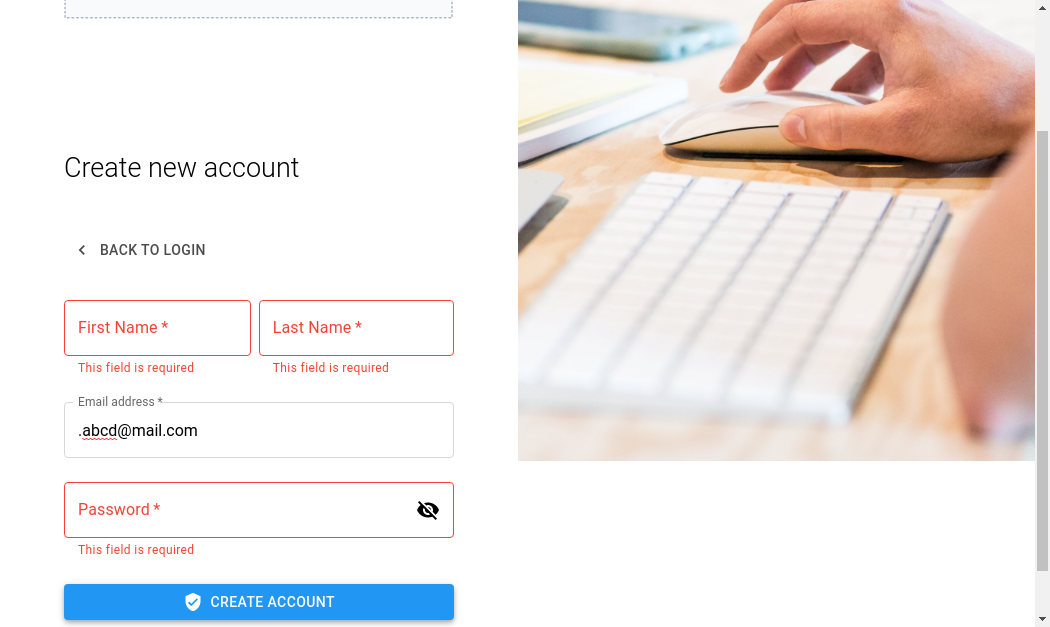 Create new account
BACK TO LOGIN
First Name * Last Name *
This field is required This field is required
Email address *
.abcd@mail.com
Password *
This field is required
CREATE ACCOUNT